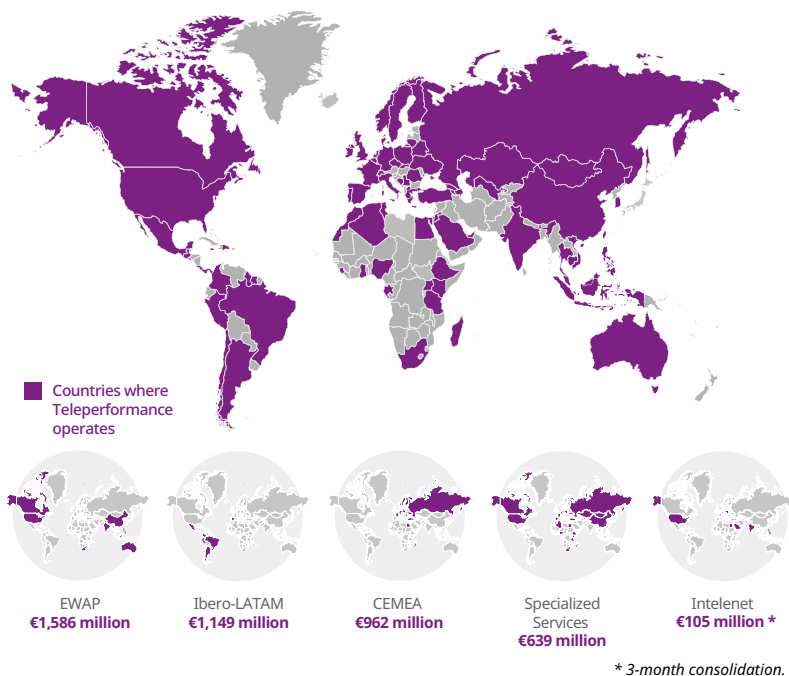 Countries where
Teleperformance
operates
EWAP
€1,586 million
Ibero-LATAM
€1,149 million
CEMEA
€962 million
Specialized
Services
€639 million
Intelenet
€105 million *
* 3-month consolidation.